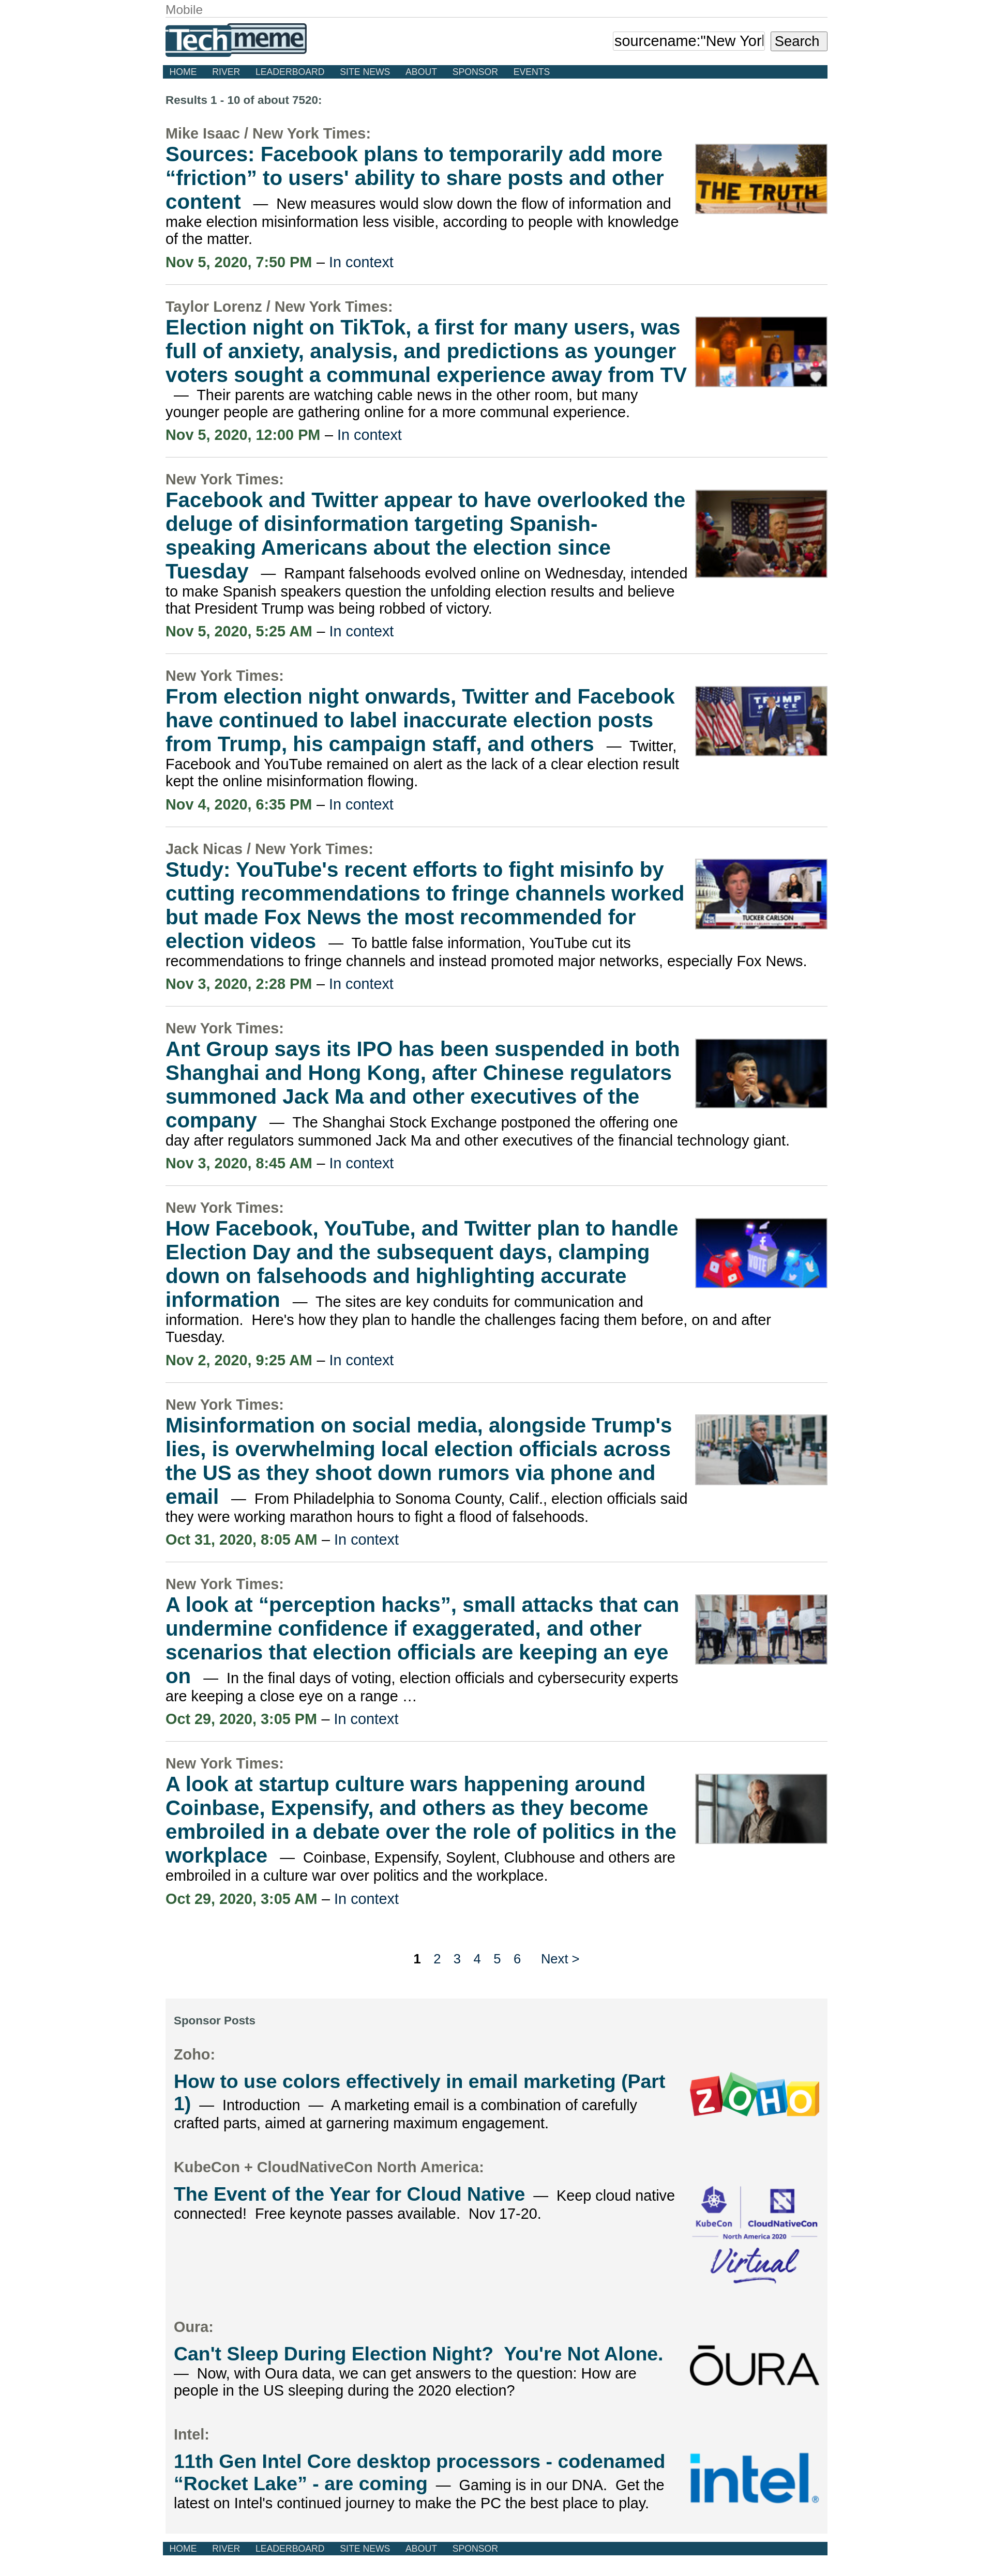 Mobile
Techmeme
sourcename:"New York
Search
HOME RIVER LEADERBOARD SITE NEWS ABOUT SPONSOR EVENTS
Results 1 - 10 of about 7520:
Mike Isaac / New York Times:
Sources: Facebook plans to temporarily add more
“friction” to users' ability to share posts and other
content — New measures would slow down the flow of information and
make election misinformation less visible, according to people with knowledge
of the matter.
THE TRUTH
Nov 5, 2020, 7:50 PM – In context
Taylor Lorenz / New York Times:
Election night on TikTok, a first for many users, was
full of anxiety, analysis, and predictions as younger
voters sought a communal experience away from TV
— Their parents are watching cable news in the other room, but many
younger people are gathering online for a more communal experience.
Nov 5, 2020, 12:00 PM – In context
New York Times:
Facebook and Twitter appear to have overlooked the
deluge of disinformation targeting Spanish-
speaking Americans about the election since
Tuesday — Rampant falsehoods evolved online on Wednesday, intended
to make Spanish speakers question the unfolding election results and believe
that President Trump was being robbed of victory.
Nov 5, 2020, 5:25 AM – In context
New York Times:
From election night onwards, Twitter and Facebook
have continued to label inaccurate election posts
from Trump, his campaign staff, and others — Twitter,
Facebook and YouTube remained on alert as the lack of a clear election result
kept the online misinformation flowing.
TRUMP
PENCE
Nov 4, 2020, 6:35 PM – In context
Jack Nicas / New York Times:
Study: YouTube's recent efforts to fight misinfo by
cutting recommendations to fringe channels worked
but made Fox News the most recommended for
election videos — To battle false information, YouTube cut its
recommendations to fringe channels and instead promoted major networks, especially Fox News.
TUCKER CARLSON
Nov 3, 2020, 2:28 PM – In context
New York Times:
Ant Group says its IPO has been suspended in both
Shanghai and Hong Kong, after Chinese regulators
summoned Jack Ma and other executives of the
company — The Shanghai Stock Exchange postponed the offering one
day after regulators summoned Jack Ma and other executives of the financial technology giant.
Nov 3, 2020, 8:45 AM – In context
New York Times:
How Facebook, YouTube, and Twitter plan to handle
Election Day and the subsequent days, clamping
down on falsehoods and highlighting accurate
information — The sites are key conduits for communication and
information. Here's how they plan to handle the challenges facing them before, on and after
Tuesday.
VOTE
Nov 2, 2020, 9:25 AM – In context
New York Times:
Misinformation on social media, alongside Trump's
lies, is overwhelming local election officials across
the US as they shoot down rumors via phone and
email — From Philadelphia to Sonoma County, Calif., election officials said
they were working marathon hours to fight a flood of falsehoods.
Oct 31, 2020, 8:05 AM – In context
New York Times:
A look at “perception hacks”, small attacks that can
undermine confidence if exaggerated, and other
scenarios that election officials are keeping an eye
on — In the final days of voting, election officials and cybersecurity experts
are keeping a close eye on a range …
Oct 29, 2020, 3:05 PM – In context
New York Times:
A look at startup culture wars happening around
Coinbase, Expensify, and others as they become
embroiled in a debate over the role of politics in the
workplace — Coinbase, Expensify, Soylent, Clubhouse and others are
embroiled in a culture war over politics and the workplace.
Oct 29, 2020, 3:05 AM – In context
1 2 3 4 5 6 Next >
Sponsor Posts
Zoho:
How to use colors effectively in email marketing (Part
1) — Introduction — A marketing email is a combination of carefully
crafted parts, aimed at garnering maximum engagement.
ZOHO
KubeCon + CloudNativeCon North America:
The Event of the Year for Cloud Native — Keep cloud native
connected! Free keynote passes available. Nov 17-20.
KubeCon CloudNativeCon
North America 2020
Virtual
Oura:
Can't Sleep During Election Night? You're Not Alone.
— Now, with Oura data, we can get answers to the question: How are
people in the US sleeping during the 2020 election?
ŌURA
Intel:
11th Gen Intel Core desktop processors - codenamed
“Rocket Lake” - are coming — Gaming is in our DNA. Get the
latest on Intel's continued journey to make the PC the best place to play.
intel®
HOME RIVER LEADERBOARD SITE NEWS ABOUT SPONSOR